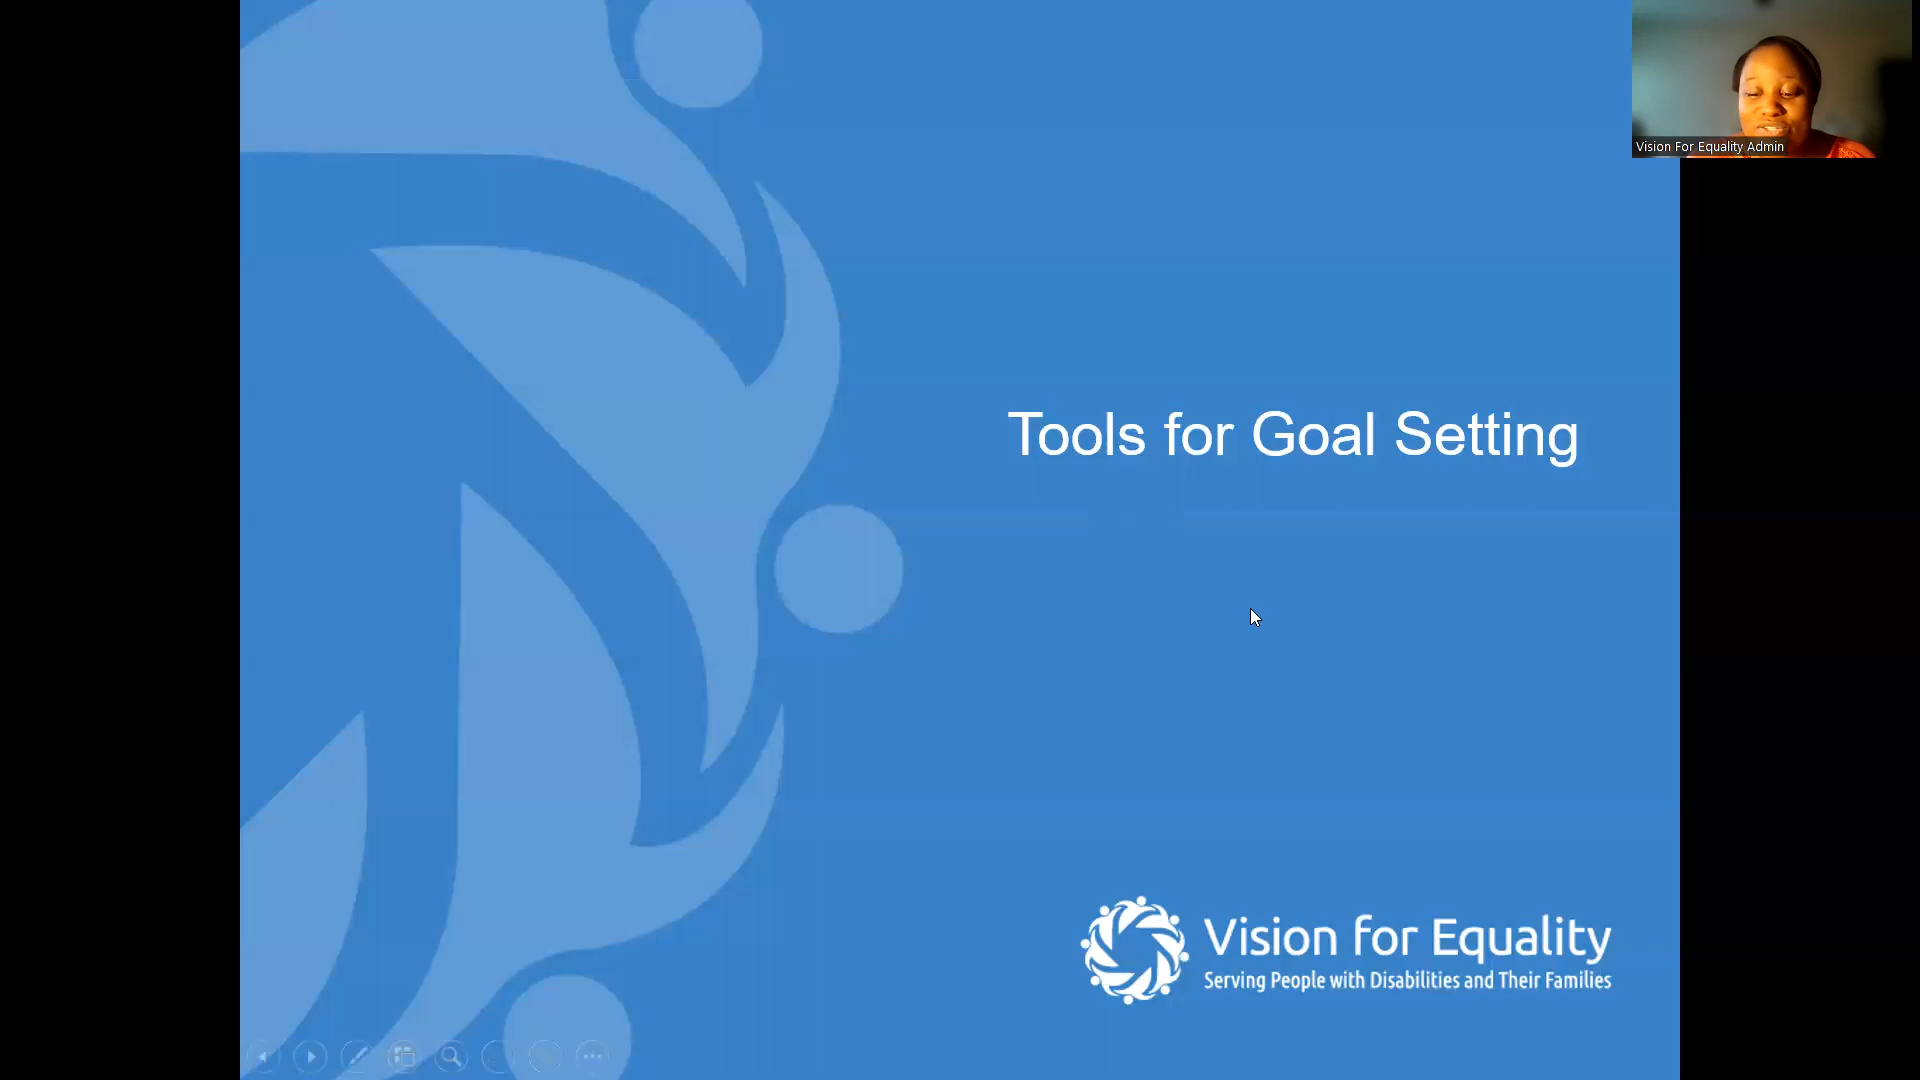 Vision For Equality Admin
Tools for Goal Setting
Vision for Equality
Serving People with Disabilities and Their Families